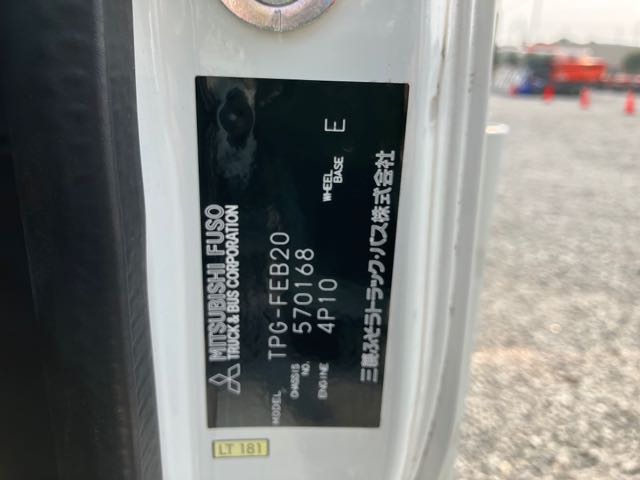 MITSUBISHI FUSO
TRUCK & BUS CORPORATION
MODEL TPG-FEB20
CHASSIS NO. 570168
ENGINE 4P10
WHEEL BASE E
三菱ふそうトラック・バス株式会社
LT 181